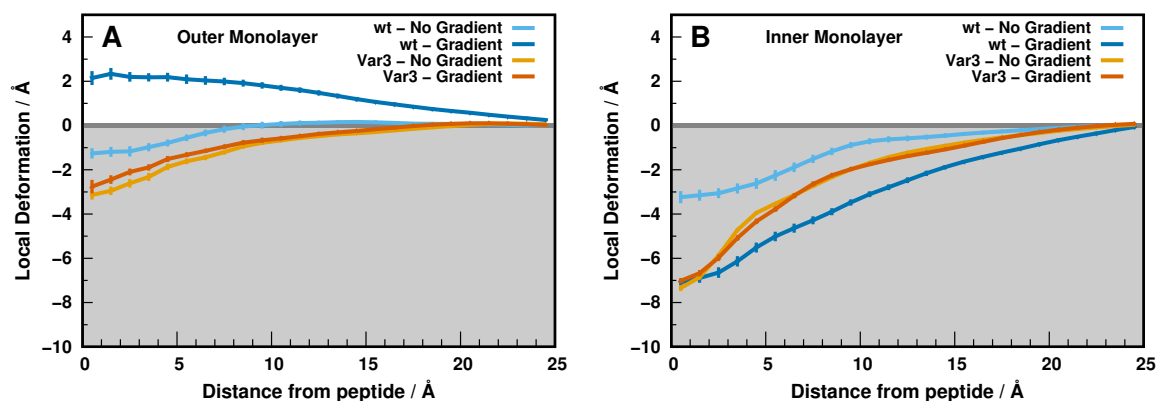 A
Outer Monolayer
wt – No Gradient
wt – Gradient
Var3 – No Gradient
Var3 – Gradient
4
2
0
−2
−4
−6
−8
−10
Local Deformation / Å
0
5
10
15
20
25
Distance from peptide / Å
B
Inner Monolayer
wt – No Gradient
wt – Gradient
Var3 – No Gradient
Var3 – Gradient
4
2
0
−2
−4
−6
−8
−10
Local Deformation / Å
0
5
10
15
20
25
Distance from peptide / Å